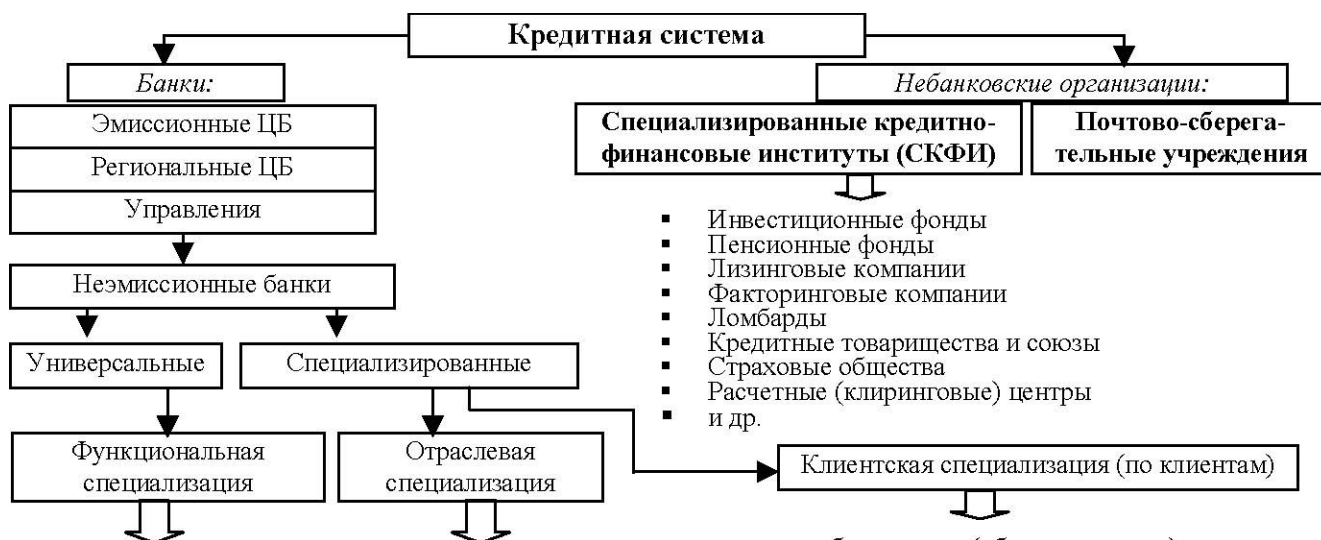 Кредитная система
Банки:
Небанковские организации:
Эмиссионные ЦБ
Региональные ЦБ
Управления
Специализированные кредитно-
финансовые институты (СКФИ)
Почтово-сберега-
тельные учреждения
▪ Инвестиционные фонды
▪ Пенсионные фонды
▪ Лизинговые компании
▪ Факторинговые компании
▪ Ломбарды
▪ Кредитные товарищества и союзы
▪ Страховые общества
▪ Расчетные (клиринговые) центры
▪ и др.
Неэмиссионные банки
Универсальные
Специализированные
Функциональная
специализация
Отраслевая
специализация
Клиентская специализация (по клиентам)